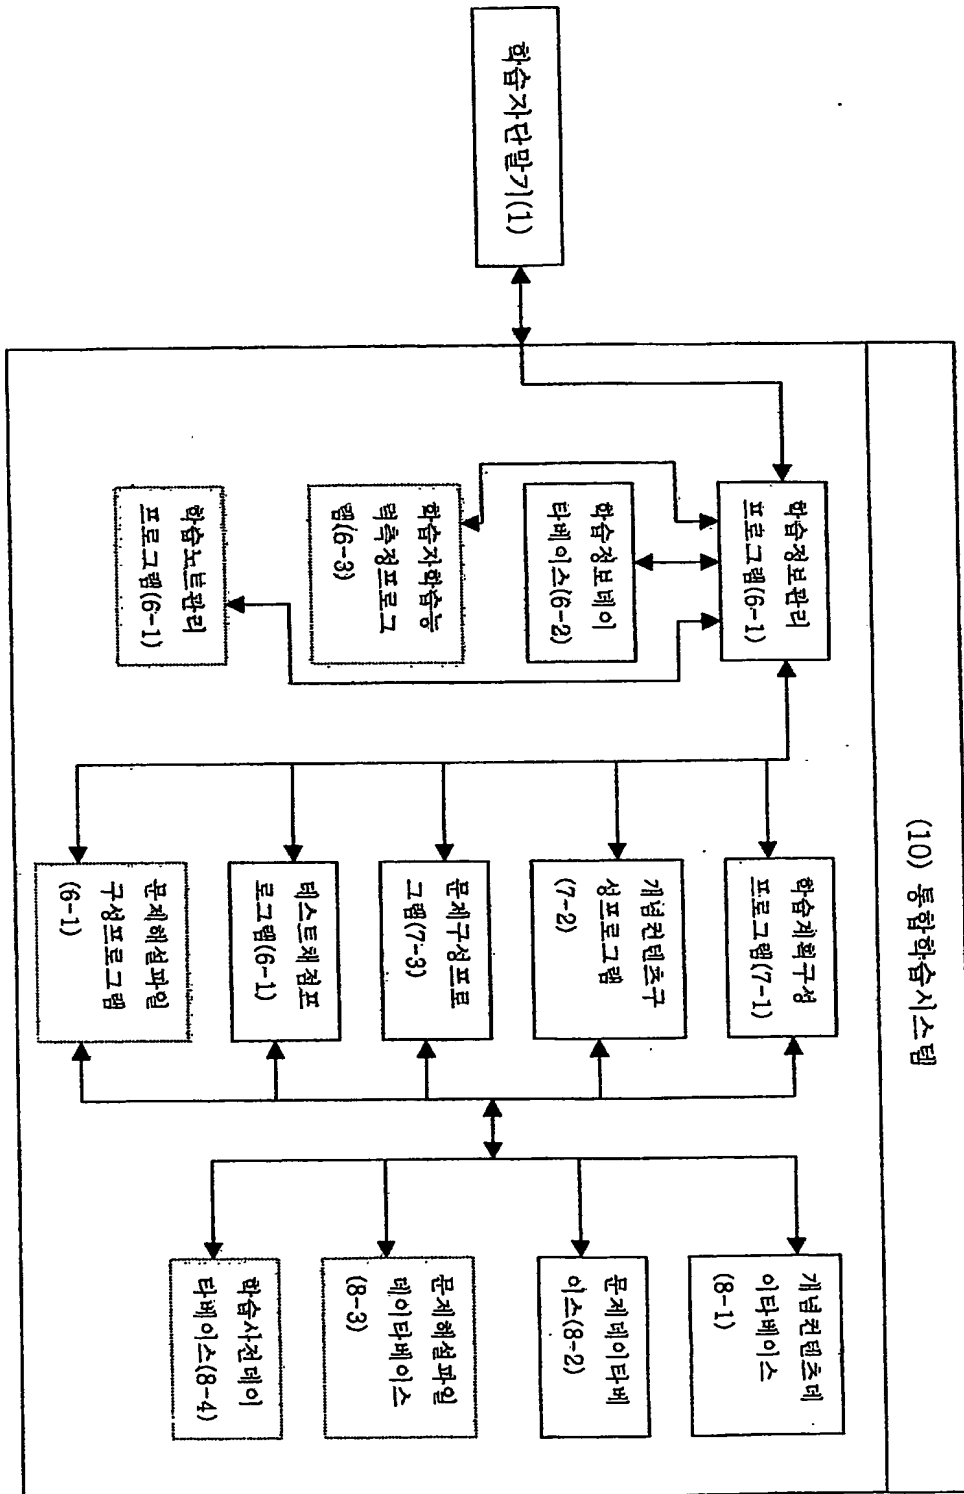 (10) 통합학습시스템
학습자단말기(1)
학습정보관리
프로그램(6-1)
학습정보데이
타베이스(6-2)
학습자학습능
력측정프로그
램(6-3)
학습노트관리
프로그램(6-1)
학습계획구성
프로그램(7-1)
개념컨텐츠구
성프로그램
(7-2)
문제구성프로
그램(7-3)
테스트채점프
로그램(6-1)
문제해설파일
구성프로그램
(6-1)
개념컨텐츠데
이타베이스
(8-1)
문제데이타베
이스(8-2)
문제해설파일
데이타베이스
(8-3)
학습사전데이
타베이스(8-4)